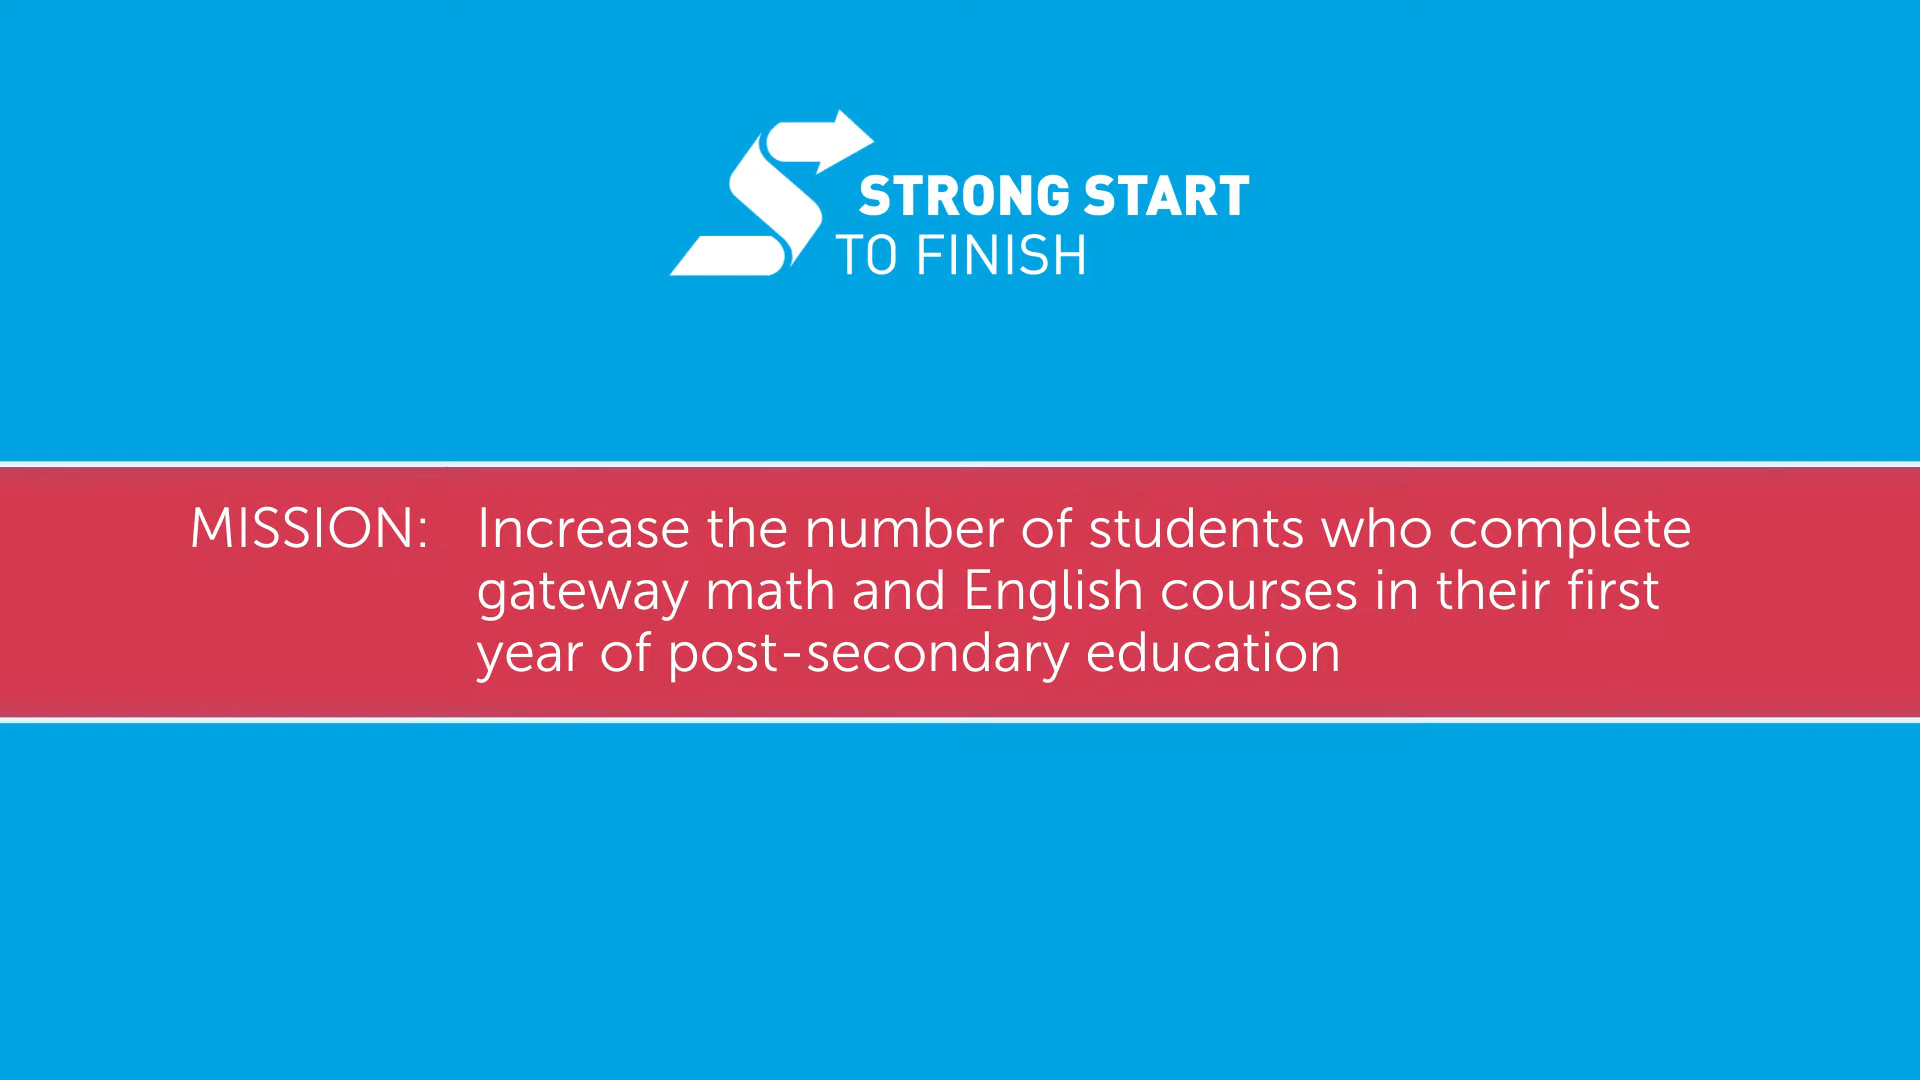 STRONG START
TO FINISH
MISSION: Increase the number of students who complete
gateway math and English courses in their first
year of post-secondary education